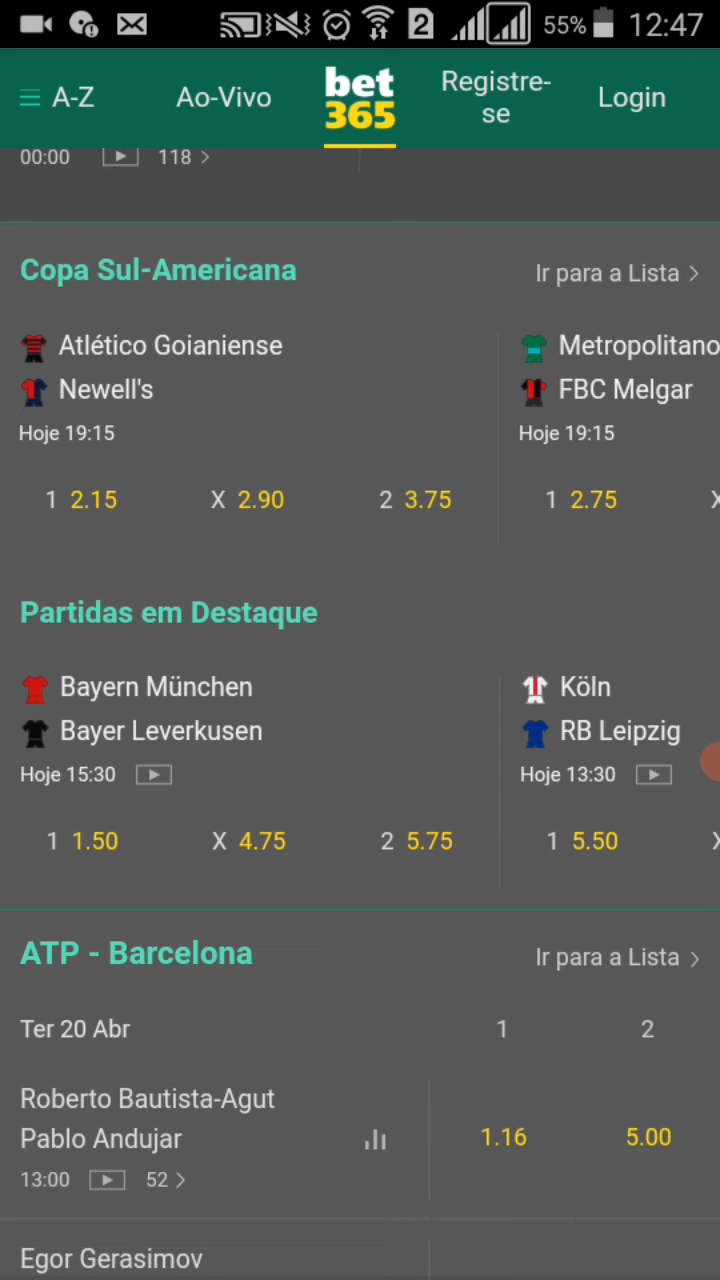 2 55% 12:47
A-Z Ao-Vivo bet365 Registre-se Login
00:00 118 >
Copa Sul-Americana Ir para a Lista >
Atlético Goianiense Metropolitano
Newell's FBC Melgar
Hoje 19:15 Hoje 19:15
1 2.15 X 2.90 2 3.75 1 2.75 X
Partidas em Destaque
Bayern München Köln
Bayer Leverkusen RB Leipzig
Hoje 15:30 Hoje 13:30
1 1.50 X 4.75 2 5.75 1 5.50 X
ATP - Barcelona Ir para a Lista >
Ter 20 Abr 1 2
Roberto Bautista-Agut
Pablo Andujar 1.16 5.00
13:00 52 >
Egor Gerasimov